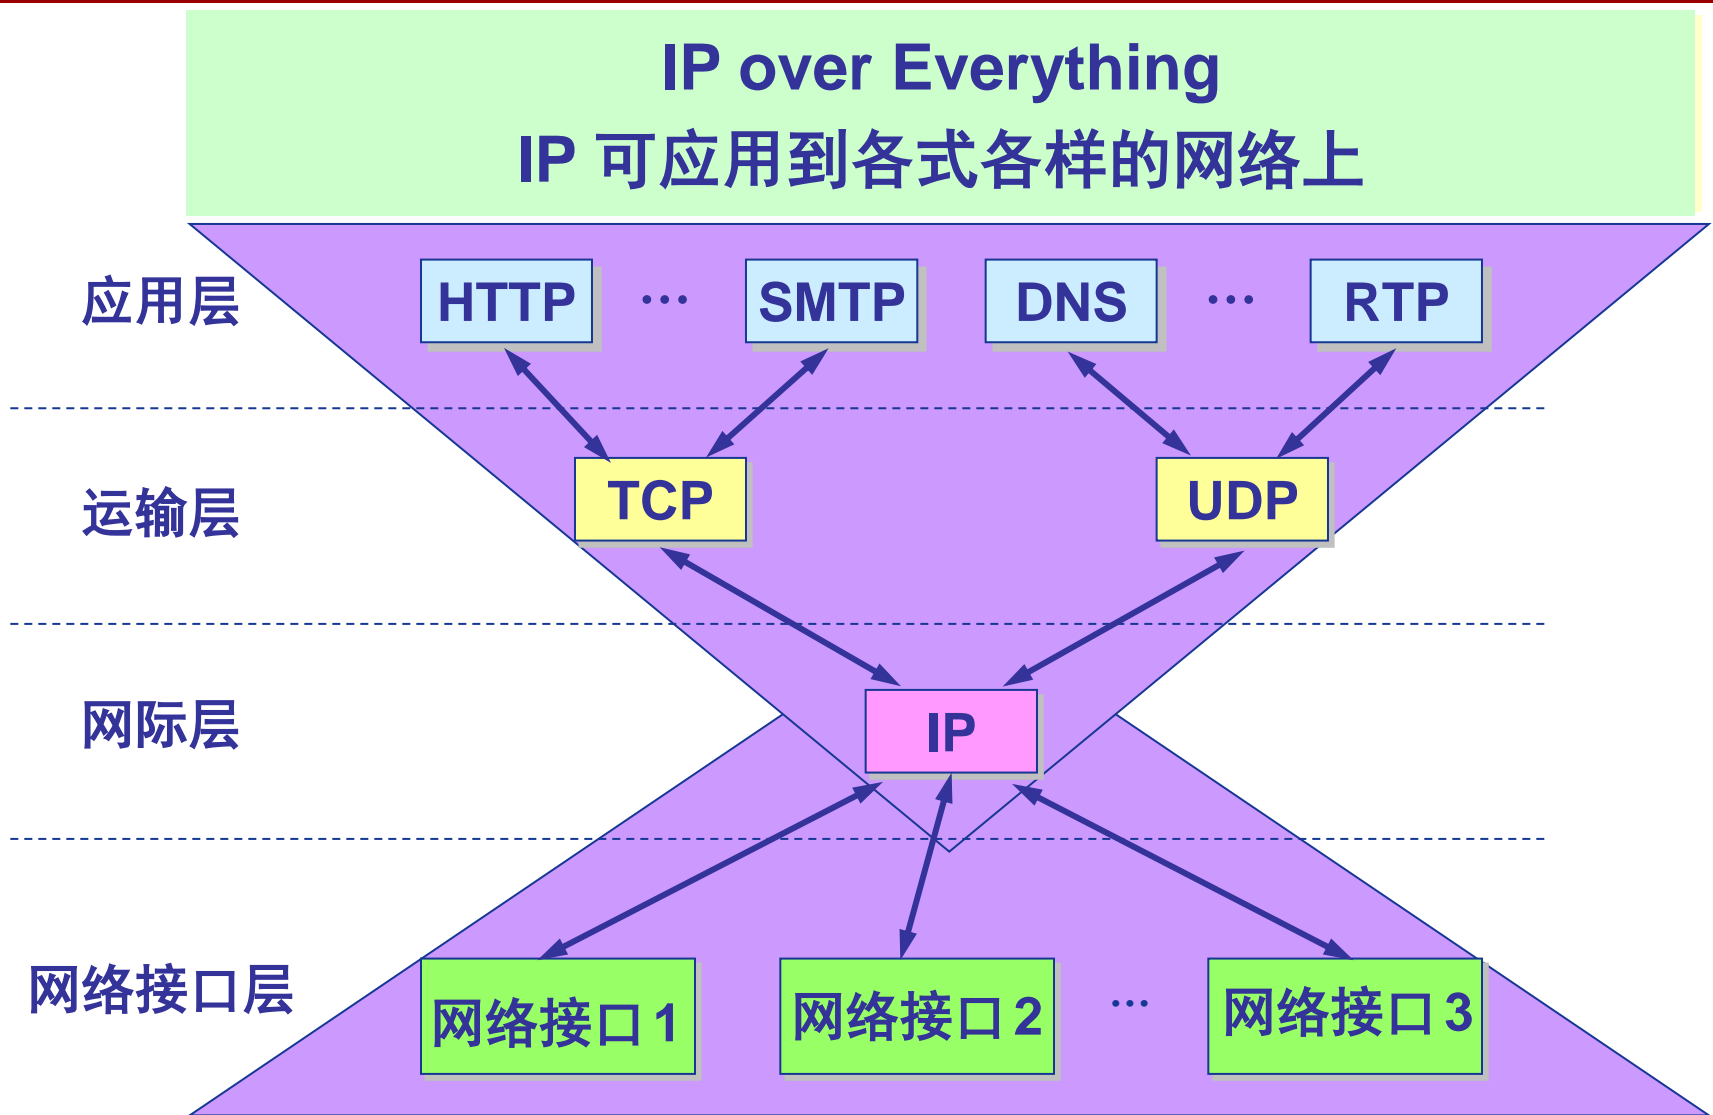 IP over Everything
IP 可应用到各式各样的网络上
应用层
HTTP … SMTP DNS … RTP
运输层
TCP UDP
网际层
IP
网络接口层
网络接口 1 网络接口 2 … 网络接口 3